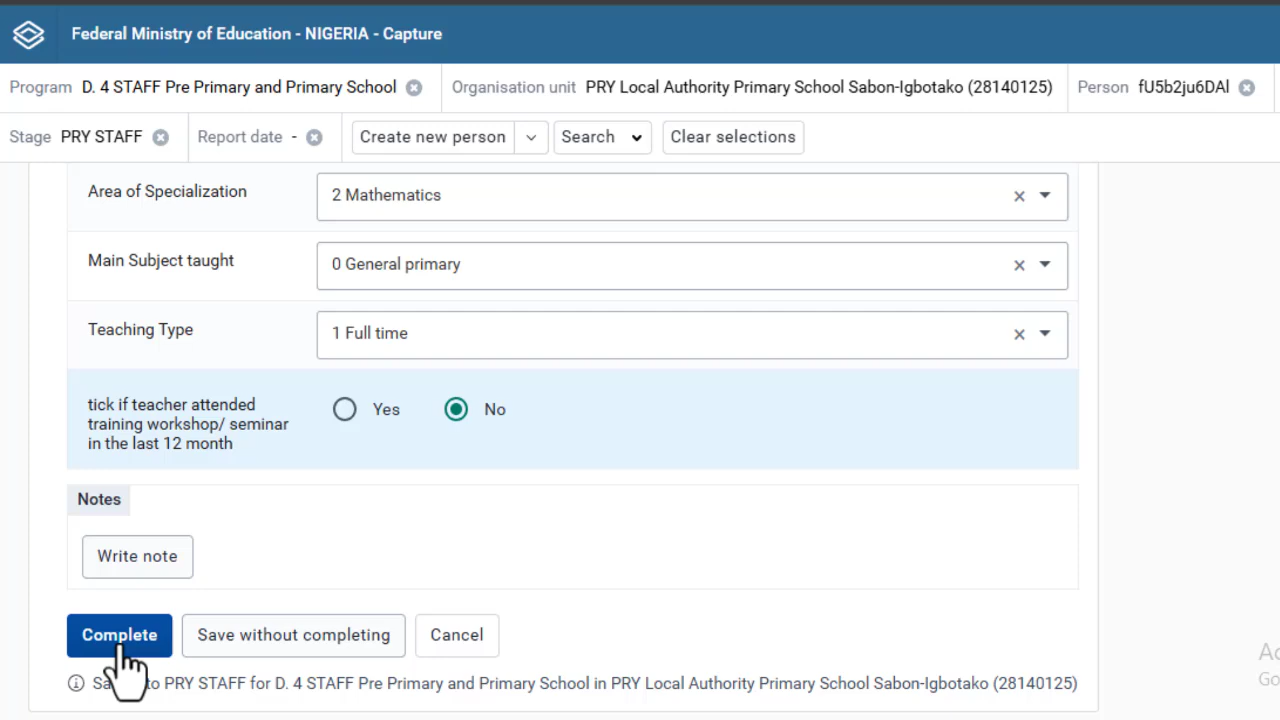 Federal Ministry of Education - NIGERIA - Capture
Program D. 4 STAFF Pre Primary and Primary School Organisation unit PRY Local Authority Primary School Sabon-Igbotako (28140125) Person fU5b2ju6DAl
Stage PRY STAFF Report date - Create new person Search Clear selections
Area of Specialization 2 Mathematics
Main Subject taught 0 General primary
Teaching Type 1 Full time
tick if teacher attended
training workshop/ seminar
in the last 12 month
Yes No
Notes
Write note
Complete Save without completing Cancel
to PRY STAFF for D. 4 STAFF Pre Primary and Primary School in PRY Local Authority Primary School Sabon-Igbotako (28140125)